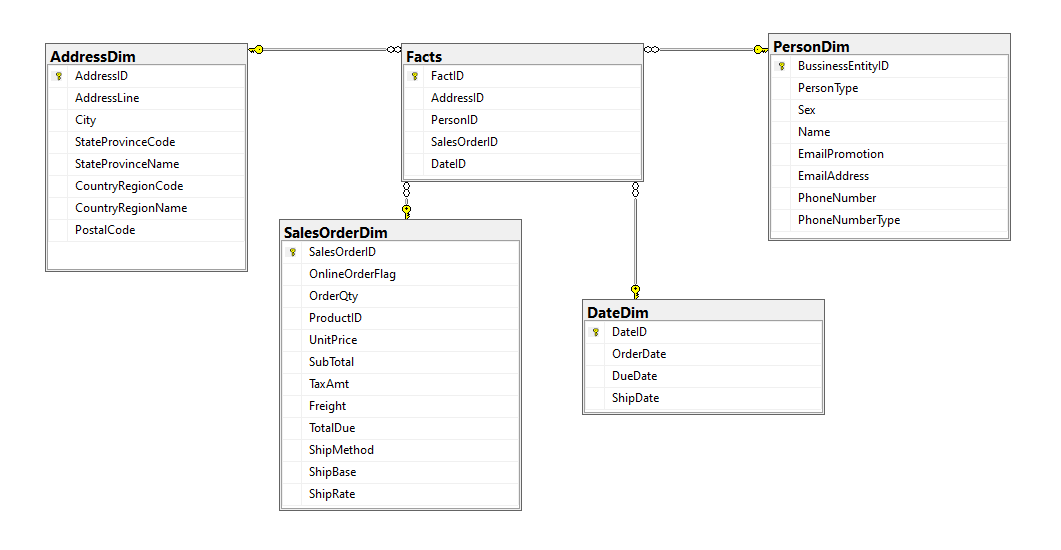 AddressDim
AddressID
AddressLine
City
StateProvinceCode
StateProvinceName
CountryRegionCode
CountryRegionName
PostalCode
Facts
FactID
AddressID
PersonID
SalesOrderID
DateID
PersonDim
BussinessEntityID
PersonType
Sex
Name
EmailPromotion
EmailAddress
PhoneNumber
PhoneNumberType
SalesOrderDim
SalesOrderID
OnlineOrderFlag
OrderQty
ProductID
UnitPrice
SubTotal
TaxAmt
Freight
TotalDue
ShipMethod
ShipBase
ShipRate
DateDim
DateID
OrderDate
DueDate
ShipDate